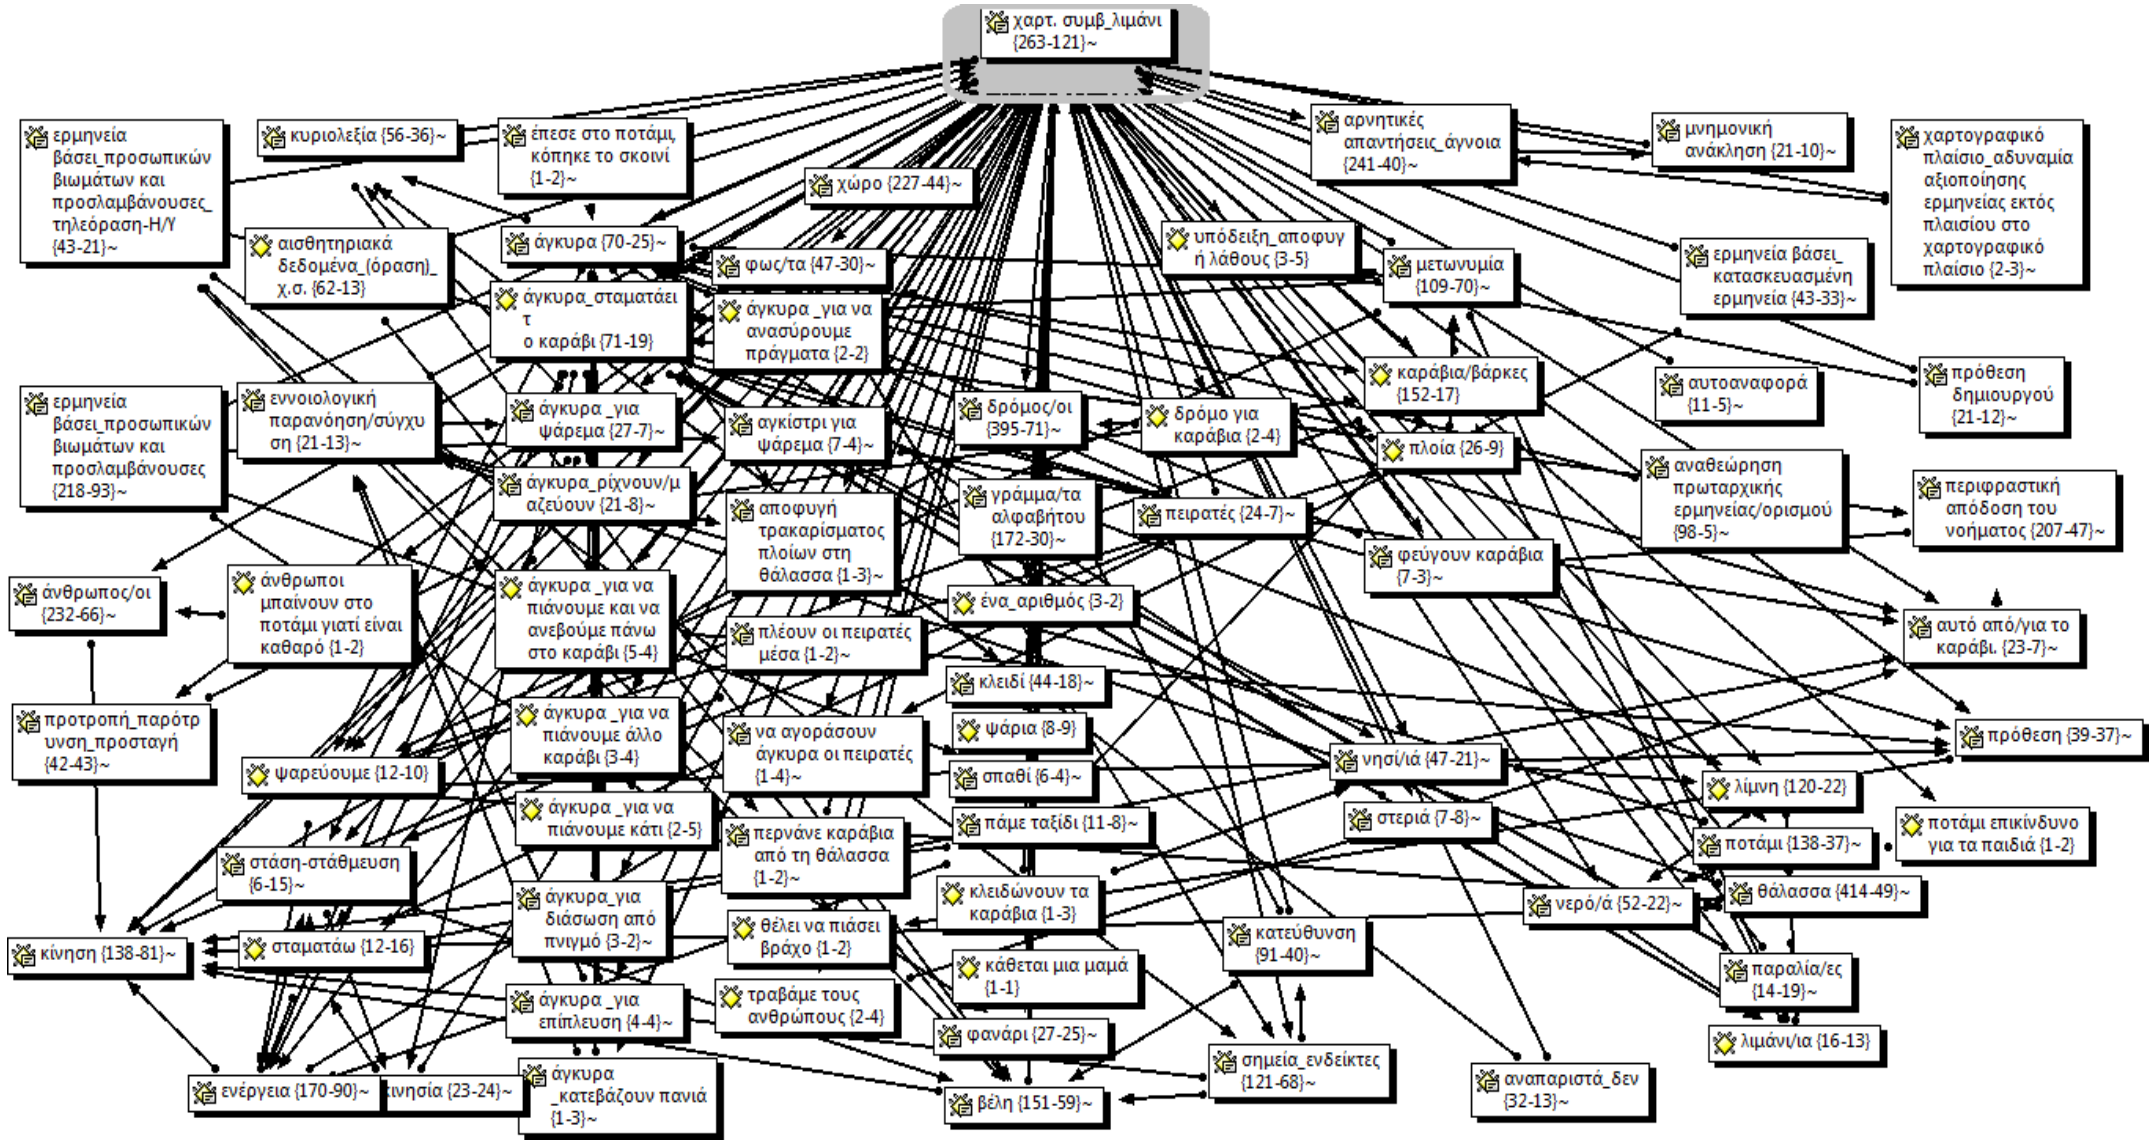 χαρτ. συμβ_λιμάνι
{263-121}~
ερμηνεία
βάσει_προσωπικών
βιωμάτων και
προσλαμβάνουσες_
τηλεόραση-Η/Υ
{43-21}~
κυριολεξία {56-36}~
έπεσε στο ποτάμι,
κόπηκε το σκοινί
{1-2}~
χώρο {227-44}~
αρνητικές
απαντήσεις_άγνοια
{241-40}~
μνημονική
ανάκληση {21-10}~
χαρτογραφικό
πλαίσιο_αδυναμία
αξιοποίησης
ερμηνείας εκτός
πλαισίου στο
χαρτογραφικό
πλαίσιο {2-3}~
αισθητηριακά
δεδομένα_(όραση)_
χ.σ. {62-13}
άγκυρα {70-25}~
φως/τα {47-30}~
υπόδειξη_αποφυγ
ή λάθους {3-5}
μετωνυμία
{109-70}
ερμηνεία βάσει_
κατασκευασμένη
ερμηνεία {43-33}~
άγκυρα_σταματάει
τ
ο καράβι {71-19}
άγκυρα _για να
ανασύρουμε
πράγματα {2-2}
καράβια/βάρκες
{152-17}
αυτοαναφορά
{11-5}~
πρόθεση
δημιουργού
{21-12}~
ερμηνεία
βάσει_προσωπικών
βιωμάτων και
προσλαμβάνουσες
{218-93}~
εννοιολογική
παρανόηση/σύγχυ
ση {21-13}~
άγκυρα _για
ψάρεμα {27-7}~
αγκίστρι για
ψάρεμα {7-4}~
δρόμος/οι
{395-71}~
δρόμο για
καράβια {2-4}
πλοία {26-9}
αναθεώρηση
πρωταρχικής
ερμηνείας/ορισμού
{98-5}~
περιφραστική
απόδοση του
νοήματος {207-47}~
άγκυρα_ρίχνουν/μ
αζεύουν {21-8}~
αποφυγή
τρακαρίσματος
πλοίων στη
θάλασσα {1-3}~
γράμμα/τα
αλφαβήτου
{172-30}~
πειρατές {24-7}~
φεύγουν καράβια
{7-3}~
άνθρωπος/οι
{232-66}~
άνθρωποι
μπαίνουν στο
ποτάμι γιατί είναι
καθαρό {1-2}
άγκυρα _για να
πιάνουμε και να
ανεβούμε πάνω
στο καράβι {5-4}
ένα_αριθμός {3-2}
πλέουν οι πειρατές
μέσα {1-2}~
αυτό από/για το
καράβι. {23-7}~
κλειδί {44-18}~
προτροπή_παρότρ
υνση_προσταγή
{42-43}~
άγκυρα _για να
πιάνουμε άλλο
καράβι {3-4}
να αγοράσουν
άγκυρα οι πειρατές
{1-4}~
ψάρια {8-9}
πρόθεση {39-37}~
ψαρεύουμε {12-10}
σπαθί {6-4}~
νησί/ιά {47-21}~
λίμνη {120-22}
άγκυρα _για να
πιάνουμε κάτι {2-5}
περνάνε καράβια
από τη θάλασσα
{1-2}~
πάμε ταξίδι {11-8}~
στεριά {7-8}~
ποτάμι {138-37}~
ποτάμι επικίνδυνο
για τα παιδιά {1-2}
στάση-στάθμευση
{6-15}~
άγκυρα_για
διάσωση από
πνιγμό {3-2}~
κλειδώνουν τα
καράβια {1-3}
νερό/ά {52-22}~
θάλασσα {414-49}~
κίνηση {138-81}~
σταματάω {12-16}
θέλει να πιάσει
βράχο {1-2}
κάθεται μια μαμά
{1-1}
κατεύθυνση
{91-40}~
παραλία/ες
{14-19}~
άγκυρα _για
επίπλευση {4-4}~
τραβάμε τους
ανθρώπους {2-4}
φανάρι {27-25}~
λιμάνι/ια {16-13}
ενέργεια {170-90}~
κινησία {23-24}~
άγκυρα
_κατεβάζουν πανιά
{1-3}~
βέλη {151-59}~
σημεία_ενδείκτες
{121-68}~
αναπαριστά_δεν
{32-13}~